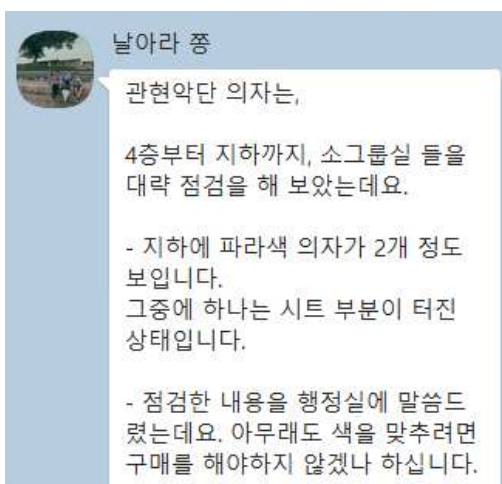 날아라 쫑
관현악단 의자는,
4층부터 지하까지, 소그룹실 들을
대략 점검을 해 보았는데요.
- 지하에 파라색 의자가 2개 정도
보입니다.
그중에 하나는 시트 부분이 터진
상태입니다.
- 점검한 내용을 행정실에 말씀드
렸는데요. 아무래도 색을 맞추려면
구매를 해야하지 않겠나 하십니다.